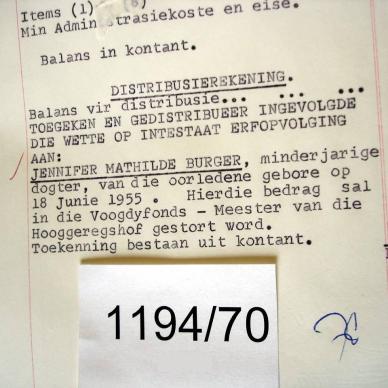 Items (1) (8)
Min Administrasiekoste en eise.
Balans in kontant.
DISTRIBUSIEREKENING.
Balans vir distribusie... ... ...
TOEGEKEN EN GEDISTRIBUEER INGEVOLGDE
DIE WETTE OP INTESTAAT ERFOPVOLGING
AAN:
JENNIFER MATHILDE BURGER, minderjarige
dogter, van die oorledene gebore op
18 Junie 1955 . Hierdie bedrag sal
in die Voogdyfonds - Meester van die
Hooggeregshof gestort word.
Toekenning bestaan uit kontant.
1194/70